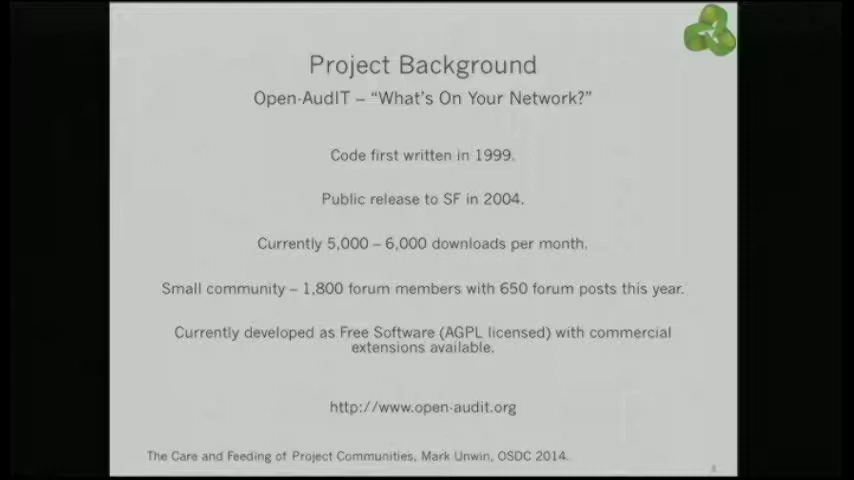 Project Background
Open-AudIT – “What’s On Your Network?”
Code first written in 1999.
Public release to SF in 2004.
Currently 5,000 – 6,000 downloads per month.
Small community – 1,800 forum members with 650 forum posts this year.
Currently developed as Free Software (AGPL licensed) with commercial
extensions available.
http://www.open-audit.org
The Care and Feeding of Project Communities, Mark Unwin, OSDC 2014.